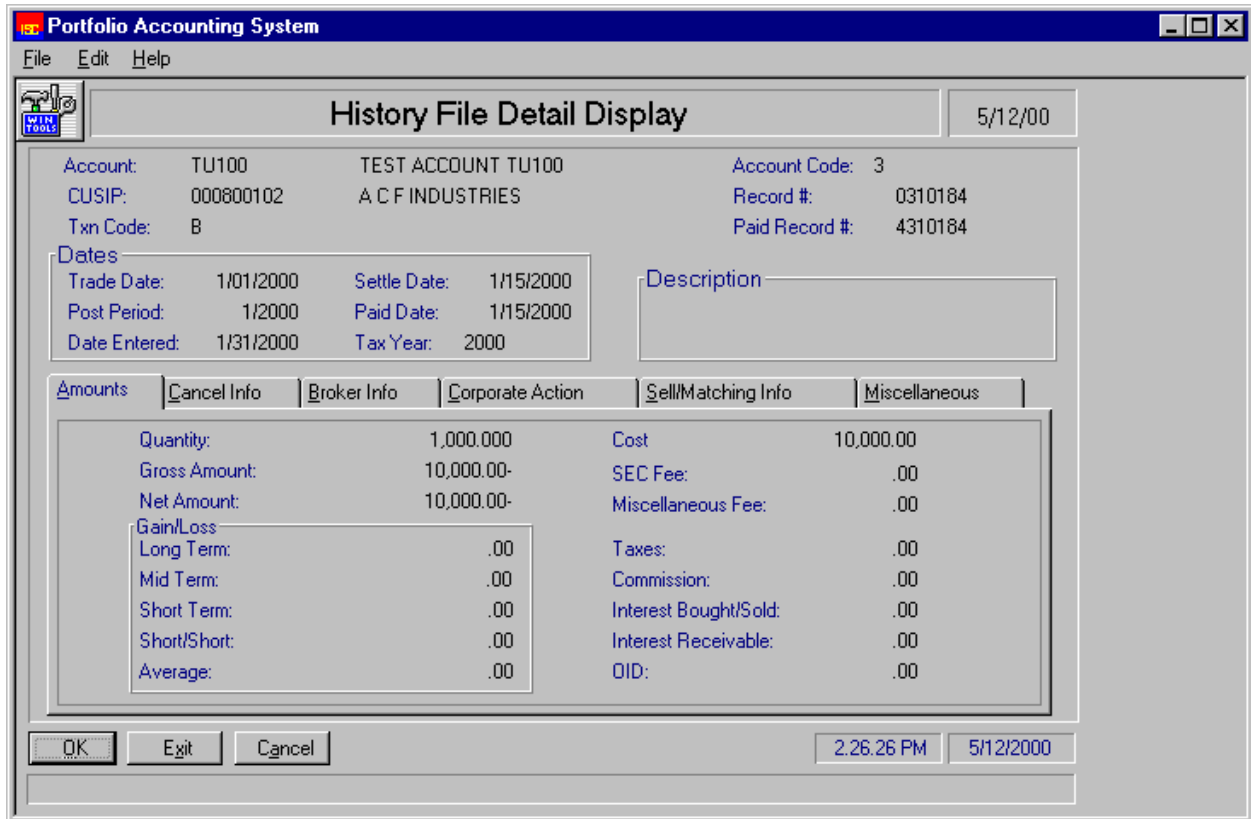 ISC Portfolio Accounting System
File Edit Help
WIN TOOLS
History File Detail Display 5/12/00
Account: TU100 TEST ACCOUNT TU100 Account Code: 3
CUSIP: 000800102 A C F INDUSTRIES Record #: 0310184
Txn Code: B Paid Record #: 4310184
Dates
Trade Date: 1/01/2000 Settle Date: 1/15/2000
Post Period: 1/2000 Paid Date: 1/15/2000
Date Entered: 1/31/2000 Tax Year: 2000
Description
Amounts Cancel Info Broker Info Corporate Action Sell/Matching Info Miscellaneous
Quantity: 1,000.000 Cost 10,000.00
Gross Amount: 10,000.00- SEC Fee: .00
Net Amount: 10,000.00- Miscellaneous Fee: .00
Gain/Loss
Long Term: .00 Taxes: .00
Mid Term: .00 Commission: .00
Short Term: .00 Interest Bought/Sold: .00
Short/Short: .00 Interest Receivable: .00
Average: .00 OID: .00
OK Exit Cancel 2.26.26 PM 5/12/2000